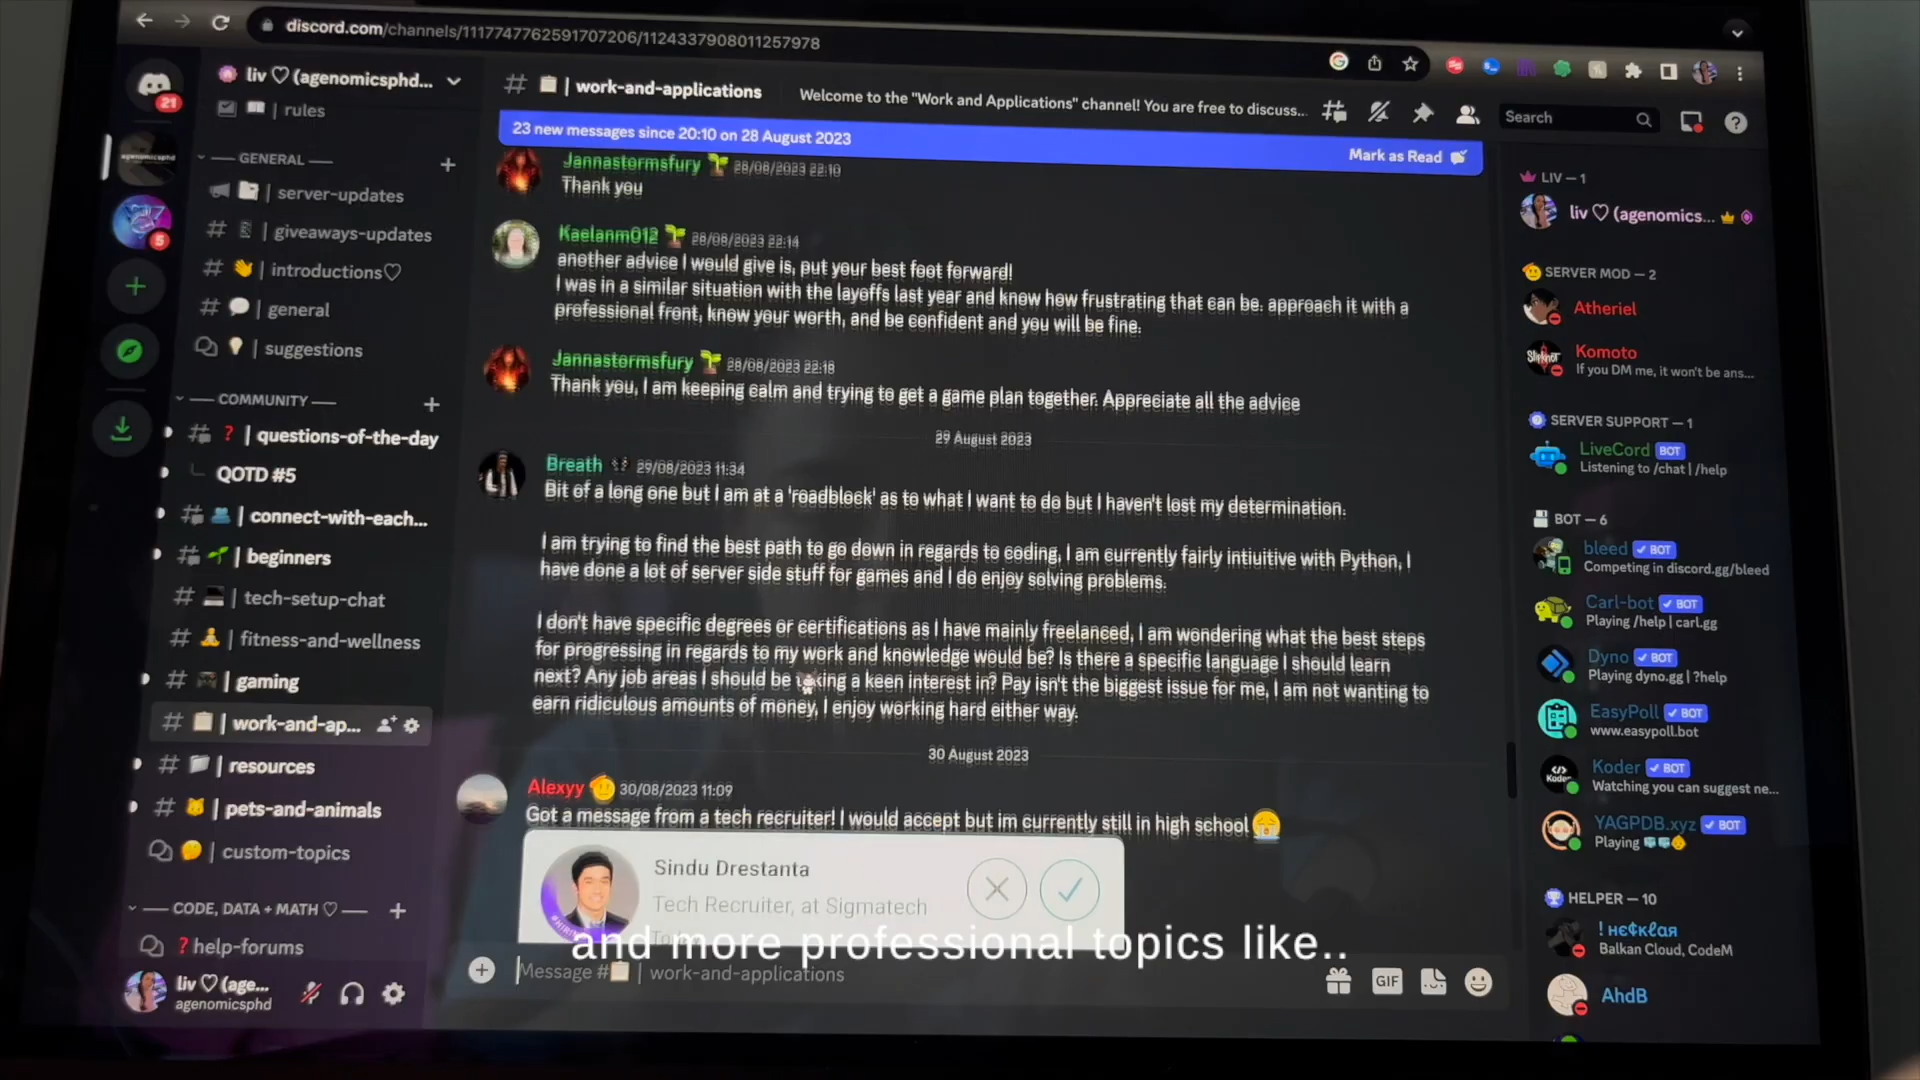 discord.com/channels/1117747762591707206/1124337908011257978
21
5
liv ♡ (agenomicsphd...
| rules
GENERAL
| server-updates
| giveaways-updates
| introductions♡
| general
| suggestions
COMMUNITY
| questions-of-the-day
QOTD #5
| connect-with-each...
| beginners
| tech-setup-chat
| fitness-and-wellness
| gaming
| work-and-ap...
| resources
| pets-and-animals
| custom-topics
CODE, DATA + MATH ♡
? help-forums
liv ♡ (age...
agenomicsphd
# 📋 | work-and-applications
Welcome to the "Work and Applications" channel! You are free to discuss...
Search
23 new messages since 20:10 on 28 August 2023
Mark as Read
Jannastormsfury 🌱 28/08/2023 22:10
Thank you
Kaelanm012 🌱 28/08/2023 22:14
another advice I would give is, put your best foot forward!
I was in a similar situation with the layoffs last year and know how frustrating that can be. approach it with a
professional front, know your worth, and be confident and you will be fine.
Jannastormsfury 🌱 28/08/2023 22:18
Thank you, I am keeping calm and trying to get a game plan together. Appreciate all the advice
29 August 2023
Breath 29/08/2023 11:34
Bit of a long one but I am at a 'roadblock' as to what I want to do but I haven't lost my determination.
I am trying to find the best path to go down in regards to coding, I am currently fairly intiuitive with Python, I
have done a lot of server side stuff for games and I do enjoy solving problems.
I don't have specific degrees or certifications as I have mainly freelanced, I am wondering what the best steps
for progressing in regards to my work and knowledge would be? Is there a specific language I should learn
next? Any job areas I should be taking a keen interest in? Pay isn't the biggest issue for me, I am not wanting to
earn ridiculous amounts of money, I enjoy working hard either way.
30 August 2023
Alexyy 30/08/2023 11:09
Got a message from a tech recruiter! I would accept but im currently still in high school 😭
Sindu Drestanta
Tech Recruiter, at Sigmatech
and more professional topics like..
Message #📋 | work-and-applications
GIF
LIV — 1
liv ♡ (agenomics...
SERVER MOD — 2
Atheriel
Komoto
If you DM me, it won't be ans...
SERVER SUPPORT — 1
LiveCord BOT
Listening to /chat | /help
BOT — 6
bleed ✓ BOT
Competing in discord.gg/bleed
Carl-bot ✓ BOT
Playing /help | carl.gg
Dyno ✓ BOT
Playing dyno.gg | ?help
EasyPoll ✓ BOT
www.easypoll.bot
Koder ✓ BOT
Watching you can suggest ne...
YAGPDB.xyz ✓ BOT
Playing
HELPER — 10
! нє¢кℓαя
Balkan Cloud, CodeM
AhdB